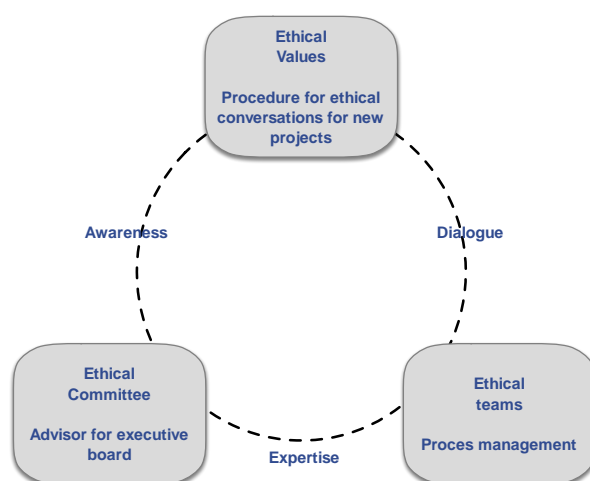 Ethical
Values
Procedure for ethical
conversations for new
projects
Awareness
Dialogue
Ethical
Committee
Advisor for executive
board
Ethical
teams
Proces management
Expertise